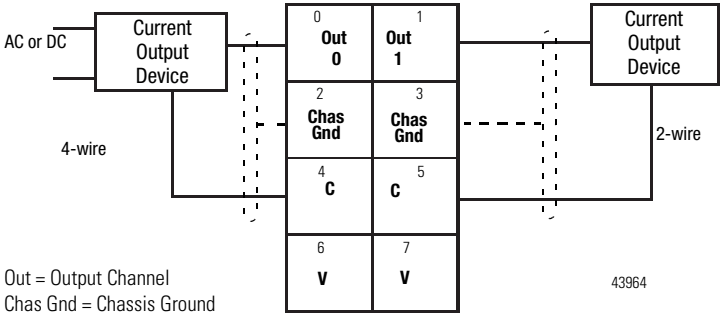 AC or DC
Current
Output
Device
4-wire
0
Out
0
1
Out
1
2
Chas
Gnd
3
Chas
Gnd
4
C
5
C
6
V
7
V
Current
Output
Device
2-wire
43964
Out = Output Channel
Chas Gnd = Chassis Ground